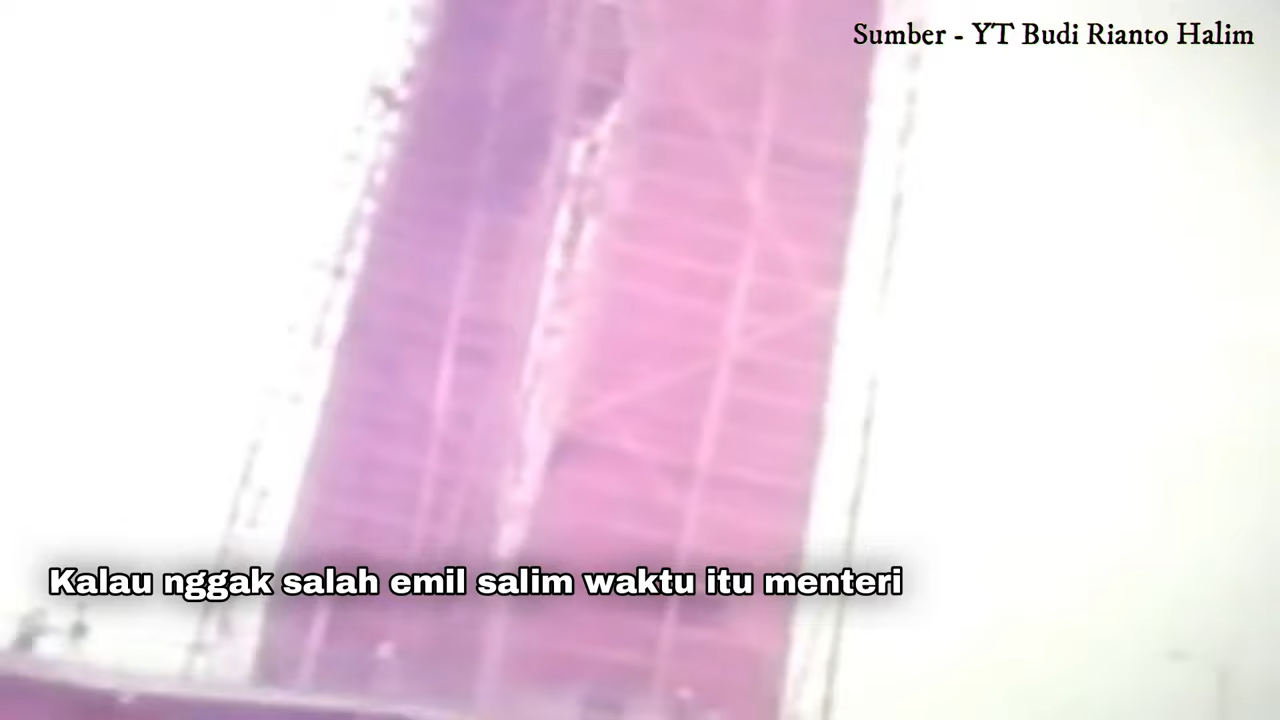 Sumber - YT Budi Rianto Halim
Kalau nggak salah emil salim waktu itu menteri